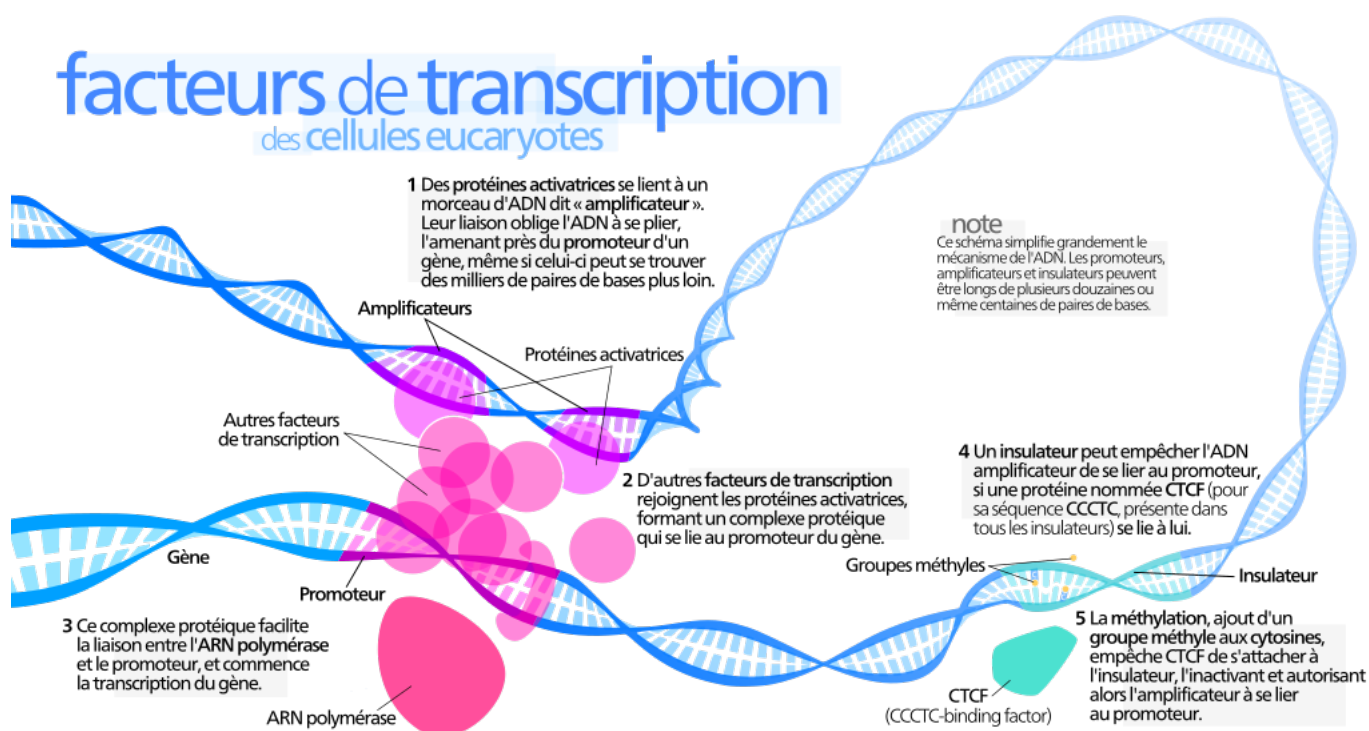 facteurs de transcription
des cellules eucaryotes
1 Des protéines activatrices se lient à un
morceau d'ADN dit « amplificateur ».
Leur liaison oblige l'ADN à se plier,
l'amenant près du promoteur d'un
gène, même si celui-ci peut se trouver
des milliers de paires de bases plus loin.
note
Ce schéma simplifie grandement le
mécanisme de l'ADN. Les promoteurs,
amplificateurs et insulateurs peuvent
être longs de plusieurs douzaines ou
même centaines de paires de bases.
Amplificateurs
Protéines activatrices
Autres facteurs
de transcription
2 D'autres facteurs de transcription
rejoignent les protéines activatrices,
formant un complexe protéique
qui se lie au promoteur du gène.
4 Un insulateur peut empêcher l'ADN
amplificateur de se lier au promoteur,
si une protéine nommée CTCF (pour
sa séquence CCCTC, présente dans
tous les insulateurs) se lie à lui.
Gène
Promoteur
Groupes méthyles
Insulateur
3 Ce complexe protéique facilite
la liaison entre l'ARN polymérase
et le promoteur, et commence
la transcription du gène.
ARN polymérase
CTCF
(CCCTC-binding factor)
5 La méthylation, ajout d'un
groupe méthyle aux cytosines,
empêche CTCF de s'attacher à
l'insulateur, l'inactivant et autorisant
alors l'amplificateur à se lier
au promoteur.